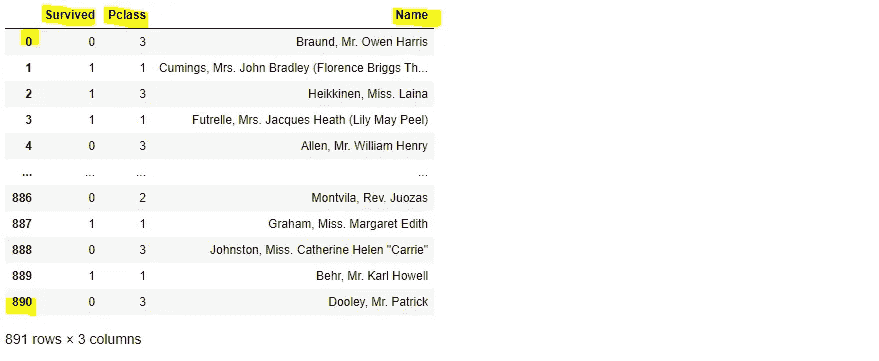 Survived Pclass Name
0 0 3 Braund, Mr. Owen Harris
1 1 1 Cumings, Mrs. John Bradley (Florence Briggs Th...
2 1 3 Heikkinen, Miss. Laina
3 1 1 Futrelle, Mrs. Jacques Heath (Lily May Peel)
4 0 3 Allen, Mr. William Henry
... ... ... ...
886 0 2 Montvila, Rev. Juozas
887 1 1 Graham, Miss. Margaret Edith
888 0 3 Johnston, Miss. Catherine Helen "Carrie"
889 1 1 Behr, Mr. Karl Howell
890 0 3 Dooley, Mr. Patrick
891 rows × 3 columns